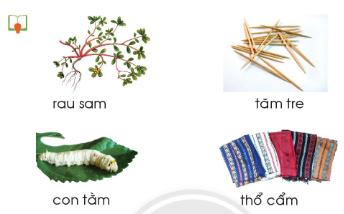 rau sam
tăm tre
con tằm
thổ cẩm